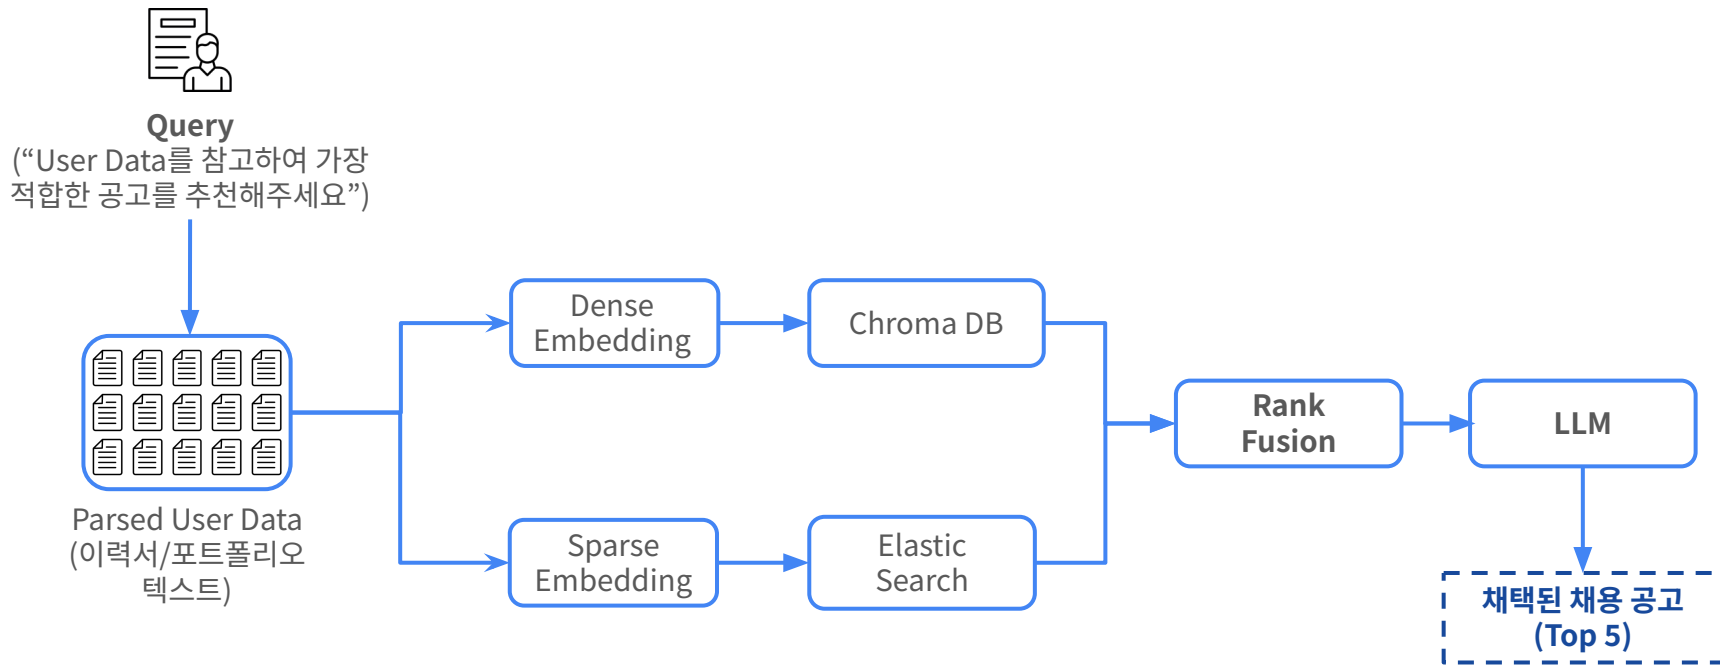 Query
(“User Data를 참고하여 가장
적합한 공고를 추천해주세요”)
Parsed User Data
(이력서/포트폴리오
텍스트)
Dense
Embedding
Chroma DB
Sparse
Embedding
Elastic
Search
Rank
Fusion
LLM
채택된 채용 공고
(Top 5)